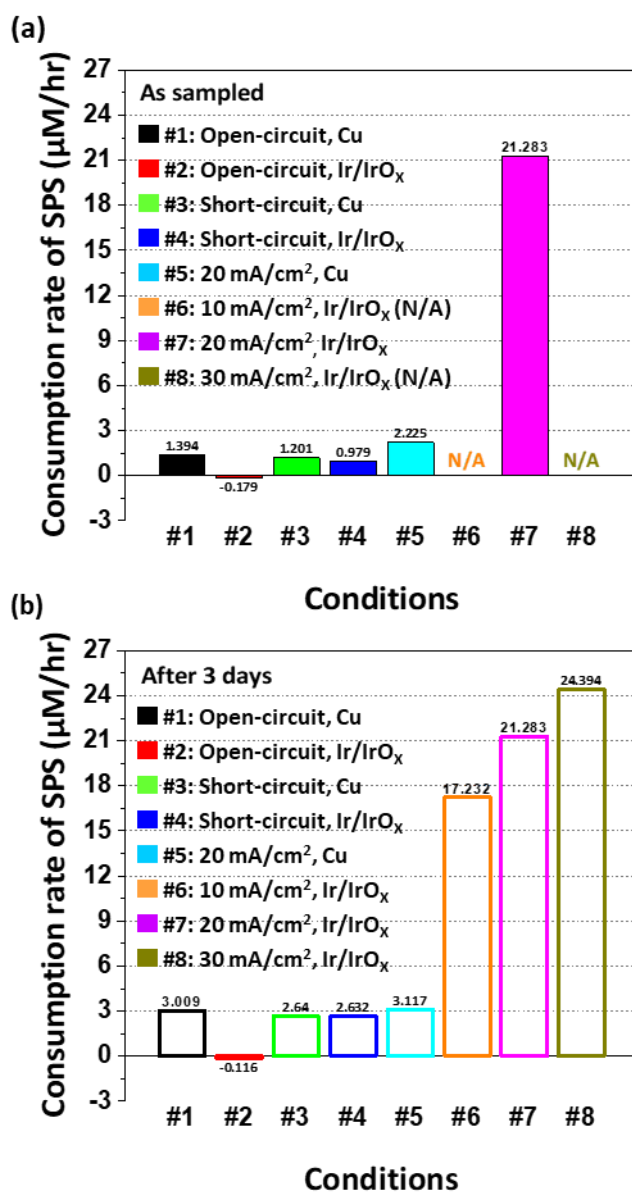 (a)
Consumption rate of SPS (μM/hr)
27
24
21
18
15
12
9
6
3
0
-3
As sampled
#1: Open-circuit, Cu
#2: Open-circuit, Ir/IrOₓ
#3: Short-circuit, Cu
#4: Short-circuit, Ir/IrOₓ
#5: 20 mA/cm², Cu
#6: 10 mA/cm², Ir/IrOₓ (N/A)
#7: 20 mA/cm², Ir/IrOₓ
#8: 30 mA/cm², Ir/IrOₓ (N/A)
1.394
-0.179
1.201
0.979
2.225
N/A
21.283
N/A
#1 #2 #3 #4 #5 #6 #7 #8
Conditions
(b)
Consumption rate of SPS (μM/hr)
27
24
21
18
15
12
9
6
3
0
-3
After 3 days
#1: Open-circuit, Cu
#2: Open-circuit, Ir/IrOₓ
#3: Short-circuit, Cu
#4: Short-circuit, Ir/IrOₓ
#5: 20 mA/cm², Cu
#6: 10 mA/cm², Ir/IrOₓ
#7: 20 mA/cm², Ir/IrOₓ
#8: 30 mA/cm², Ir/IrOₓ
3.009
-0.116
2.64
2.632
3.117
17.232
21.283
24.394
#1 #2 #3 #4 #5 #6 #7 #8
Conditions